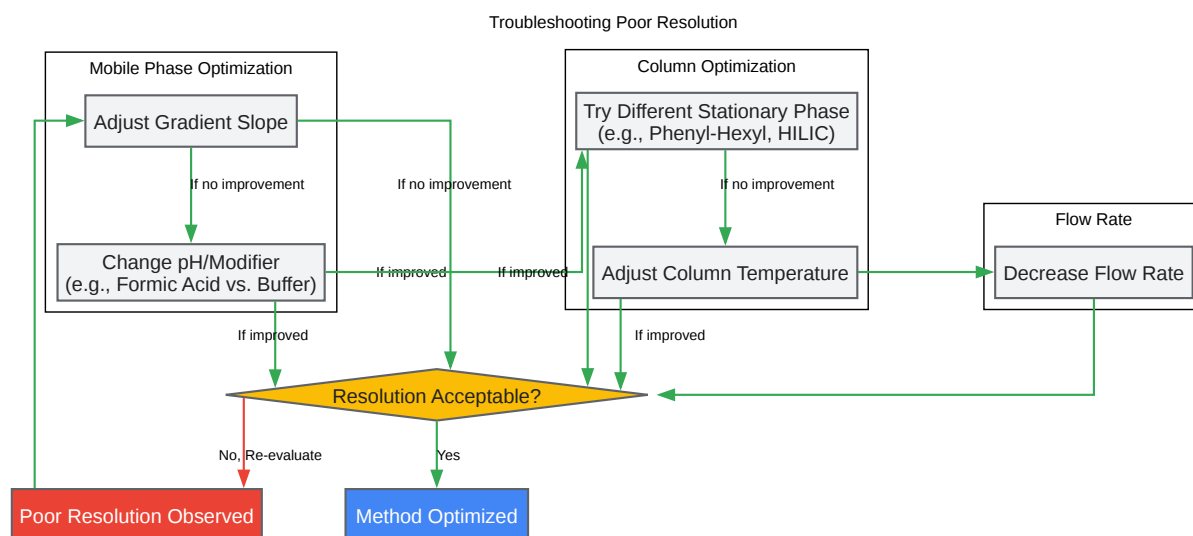 Troubleshooting Poor Resolution
Mobile Phase Optimization
Column Optimization
Adjust Gradient Slope
Try Different Stationary Phase
(e.g., Phenyl-Hexyl, HILIC)
If no improvement
If no improvement
If no improvement
Flow Rate
Change pH/Modifier
(e.g., Formic Acid vs. Buffer)
If improved
If improved
Adjust Column Temperature
Decrease Flow Rate
If improved
If improved
Resolution Acceptable?
No, Re-evaluate
Yes
Poor Resolution Observed
Method Optimized